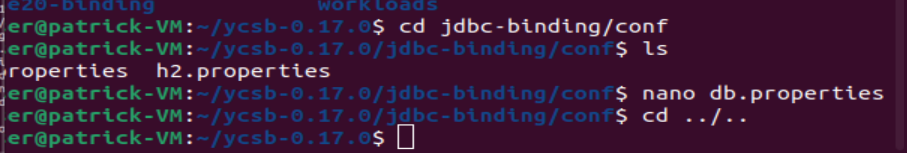 e20-binding workloads
er@patrick-VM:~/ycsb-0.17.0$ cd jdbc-binding/conf
er@patrick-VM:~/ycsb-0.17.0/jdbc-binding/conf$ ls
roperties h2.properties
er@patrick-VM:~/ycsb-0.17.0/jdbc-binding/conf$ nano db.properties
er@patrick-VM:~/ycsb-0.17.0/jdbc-binding/conf$ cd ../..
er@patrick-VM:~/ycsb-0.17.0$